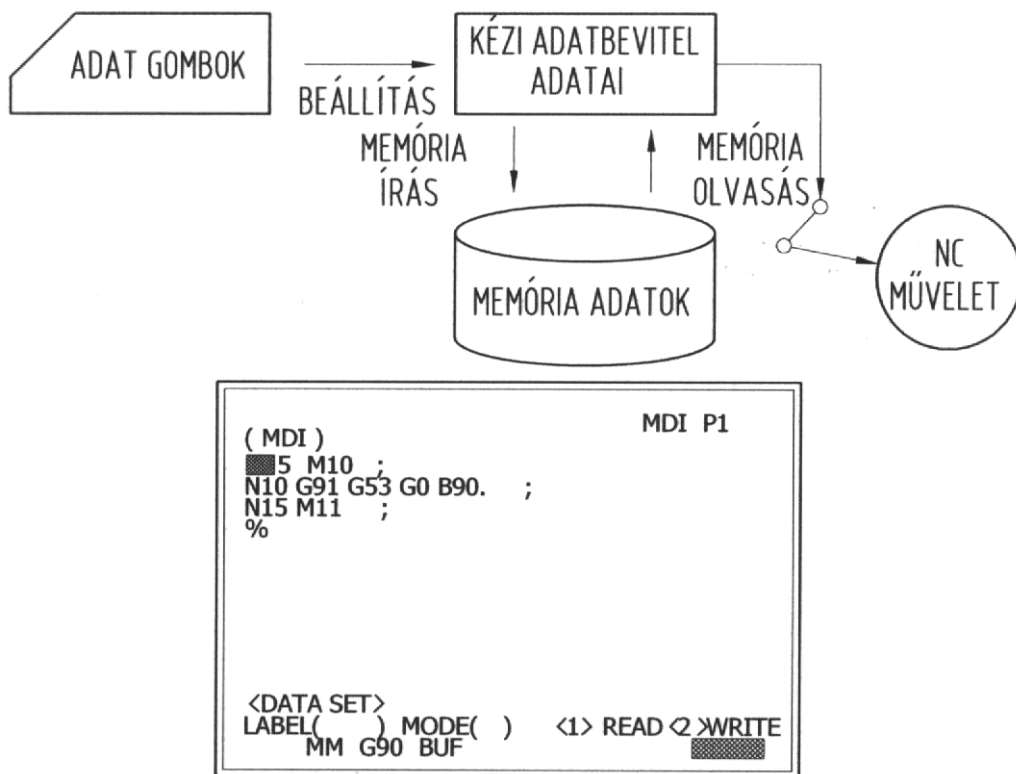 ADAT GOMBOK
BEÁLLÍTÁS
KÉZI ADATBEVITEL
ADATAI
MEMÓRIA
ÍRÁS
MEMÓRIA
OLVASÁS
MEMÓRIA ADATOK
NC
MŰVELET
MDI P1
( MDI )
5 M10 ;
N10 G91 G53 G0 B90. ;
N15 M11 ;
%
<DATA SET>
LABEL( ) MODE( ) <1> READ <2>WRITE
MM G90 BUF